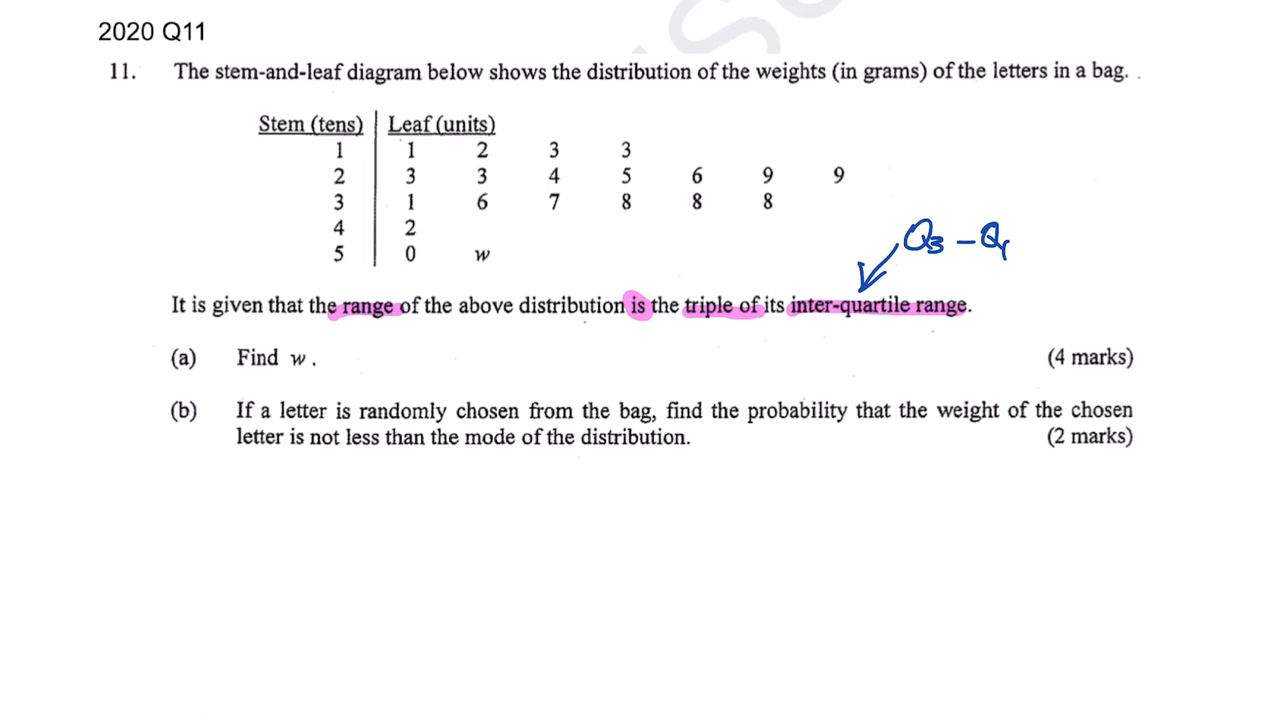 2020 Q11
11. The stem-and-leaf diagram below shows the distribution of the weights (in grams) of the letters in a bag.
Stem (tens) Leaf (units)
1 1 2 3 3
2 3 3 4 5 6 9 9
3 1 6 7 8 8 8
4 2
5 0 w
Q3 – Q1
It is given that the range of the above distribution is the triple of its inter-quartile range.
(a) Find w. (4 marks)
(b) If a letter is randomly chosen from the bag, find the probability that the weight of the chosen
letter is not less than the mode of the distribution. (2 marks)